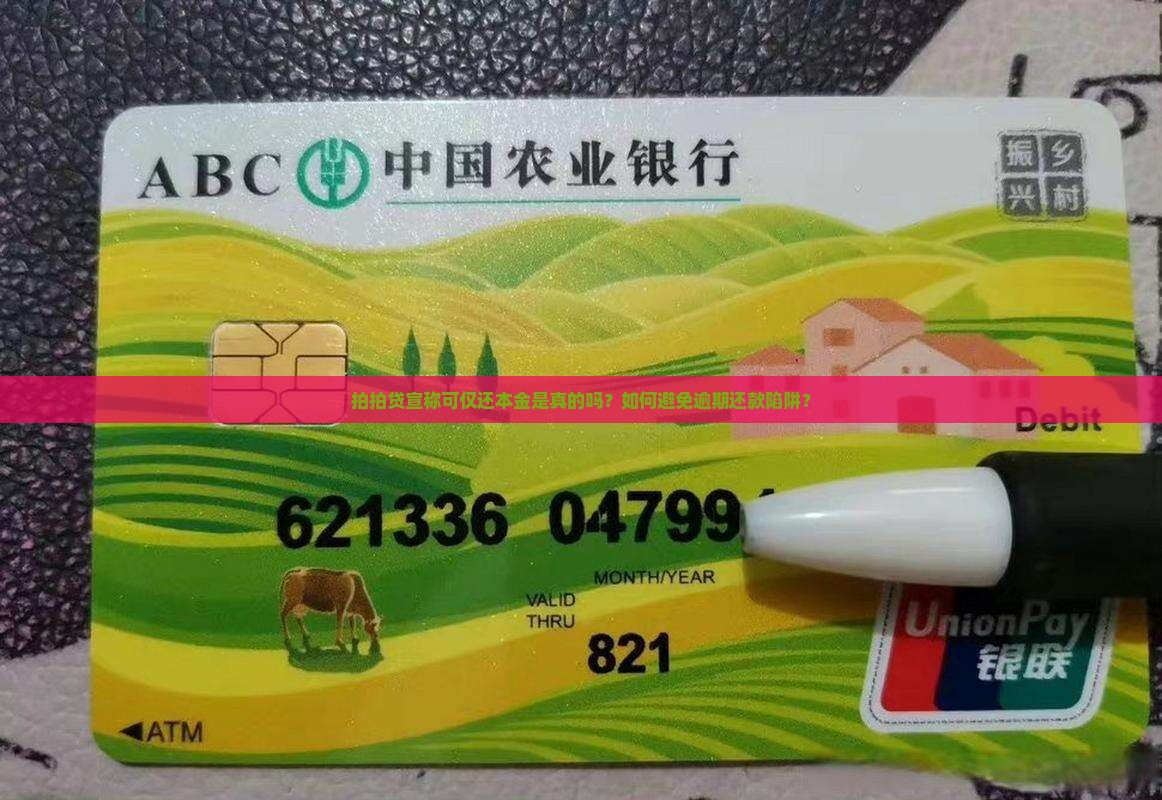 ABC 中国农业银行
振乡
兴村
拍拍贷宣称可仅还本金是真的吗？如何避免逾期还款陷阱？
Debit
621336 04799
MONTH/YEAR
VALID
THRU
821
UnionPay
银联
ATM